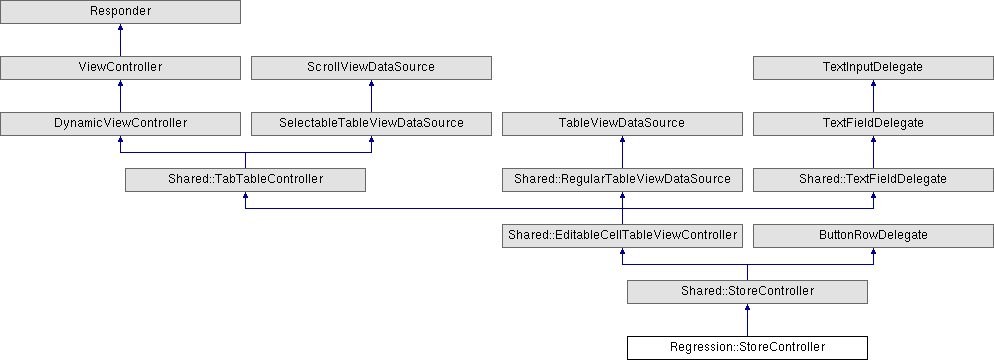 Responder
ViewController
ScrollViewDataSource
TextInputDelegate
DynamicViewController
SelectableTableViewDataSource
TableViewDataSource
TextFieldDelegate
Shared::TabTableController
Shared::RegularTableViewDataSource
Shared::TextFieldDelegate
Shared::EditableCellTableViewController
ButtonRowDelegate
Shared::StoreController
Regression::StoreController